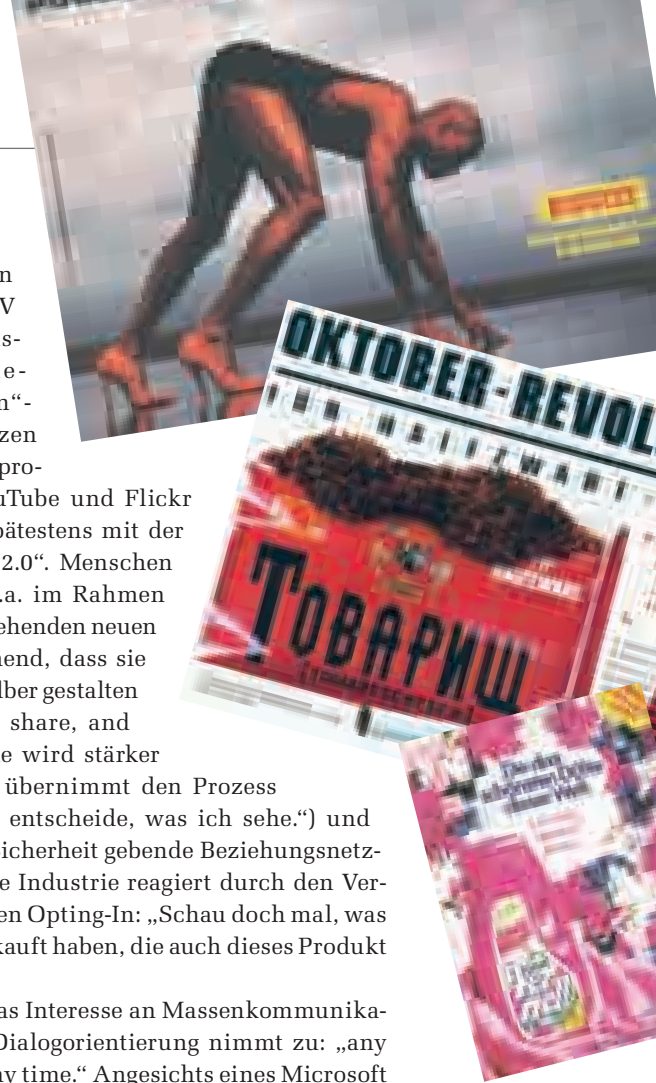 OKTOBER-REVOL
ТОВАРИЩ
n
V
s-
e-
n“-
zen
pro-
uTube und Flickr
pätestens mit der
2.0“. Menschen
.a. im Rahmen
ehenden neuen
nend, dass sie
lber gestalten
share, and
e wird stärker
übernimmt den Prozess
entscheide, was ich sehe.“) und
icherheit gebende Beziehungsnetz-
e Industrie reagiert durch den Ver-
en Opting-In: „Schau doch mal, was
kauft haben, die auch dieses Produkt
as Interesse an Massenkommunika-
Dialogorientierung nimmt zu: „any
ny time.“ Angesichts eines Microsoft